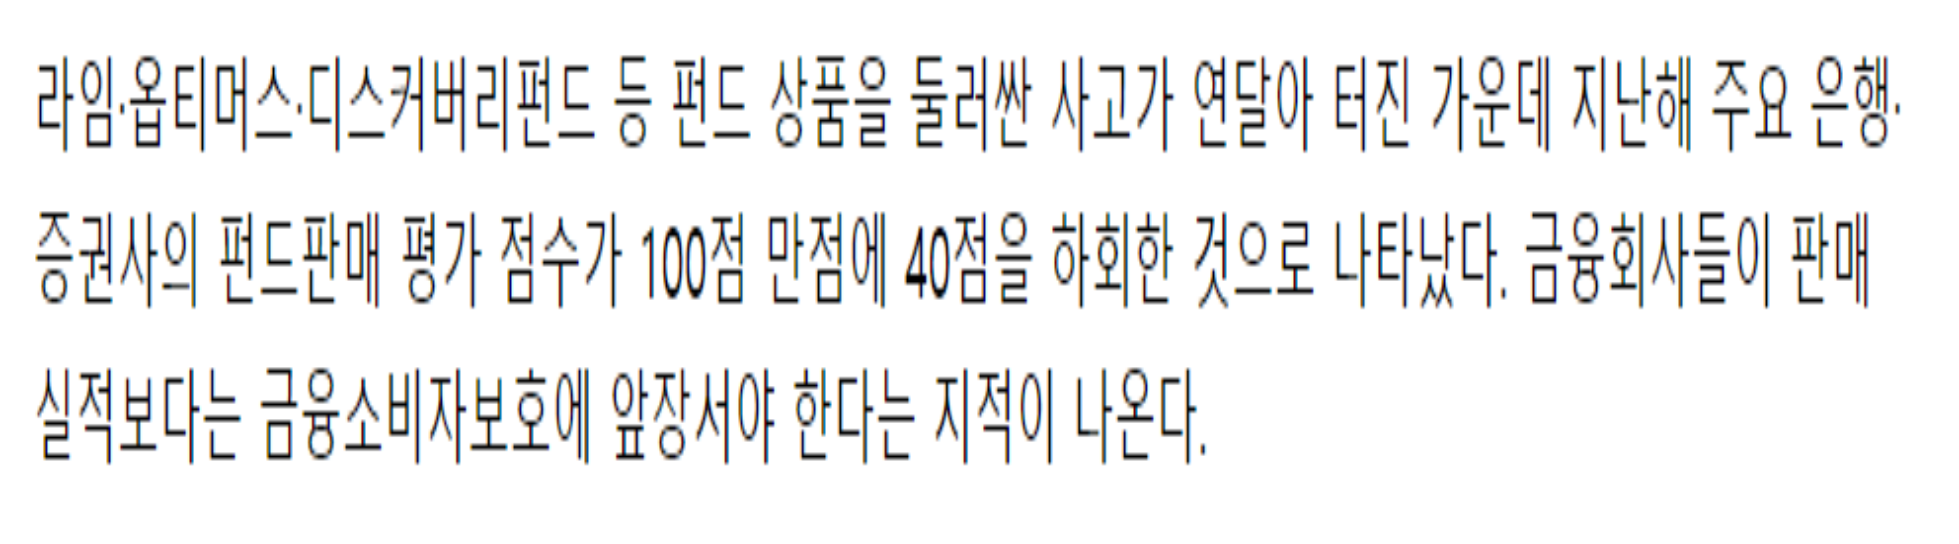 라임·옵티머스·디스커버리펀드 등 펀드 상품을 둘러싼 사고가 연달아 터진 가운데 지난해 주요 은행·
증권사의 펀드판매 평가 점수가 100점 만점에 40점을 하회한 것으로 나타났다. 금융회사들이 판매
실적보다는 금융소비자보호에 앞장서야 한다는 지적이 나온다.